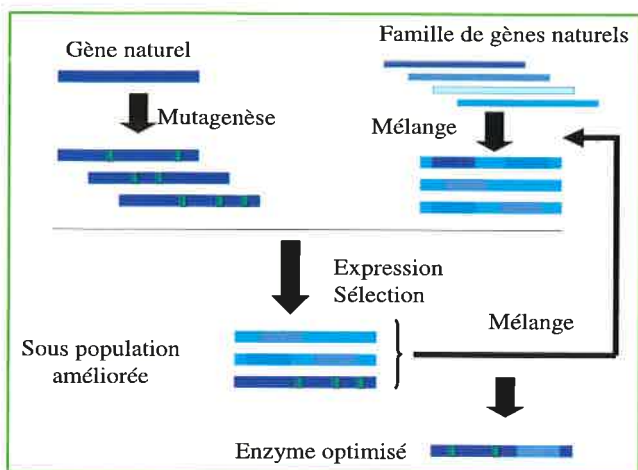 Gène naturel
Famille de gènes naturels
Mutagenèse
Mélange
Expression
Sélection
Mélange
Sous population
améliorée
Enzyme optimisé